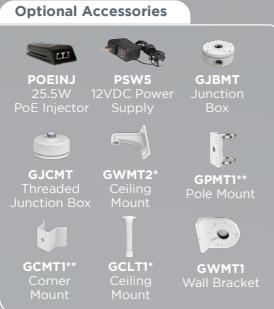 Optional Accessories
POEINJ
25.5W
PoE Injector
PSW5
12VDC Power
Supply
GJBMT
Junction
Box
GJCMT
Threaded
Junction Box
GWMT2*
Ceiling
Mount
GPMT1**
Pole Mount
GCMT1**
Corner
Mount
GCLT1*
Ceiling
Mount
GWMT1
Wall Bracket